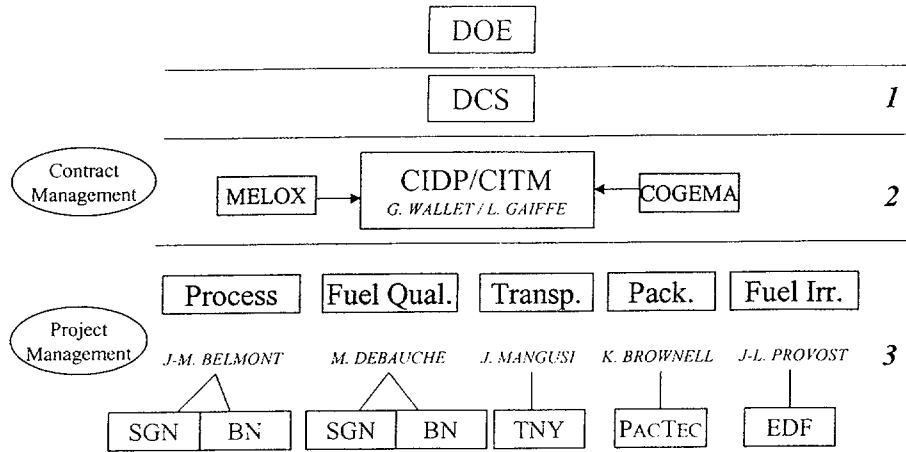 DOE
DCS
1
Contract
Management
MELOX
CIDP/CITM
G. WALLET / L. GAIFFE
COGEMA
2
Process
Fuel Qual.
Transp.
Pack.
Fuel Irr.
Project
Management
J-M. BELMONT
M. DEBAUCHE
J. MANGUSI
K. BROWNELL
J-L. PROVOST
3
SGN
BN
SGN
BN
TNY
PACTEC
EDF